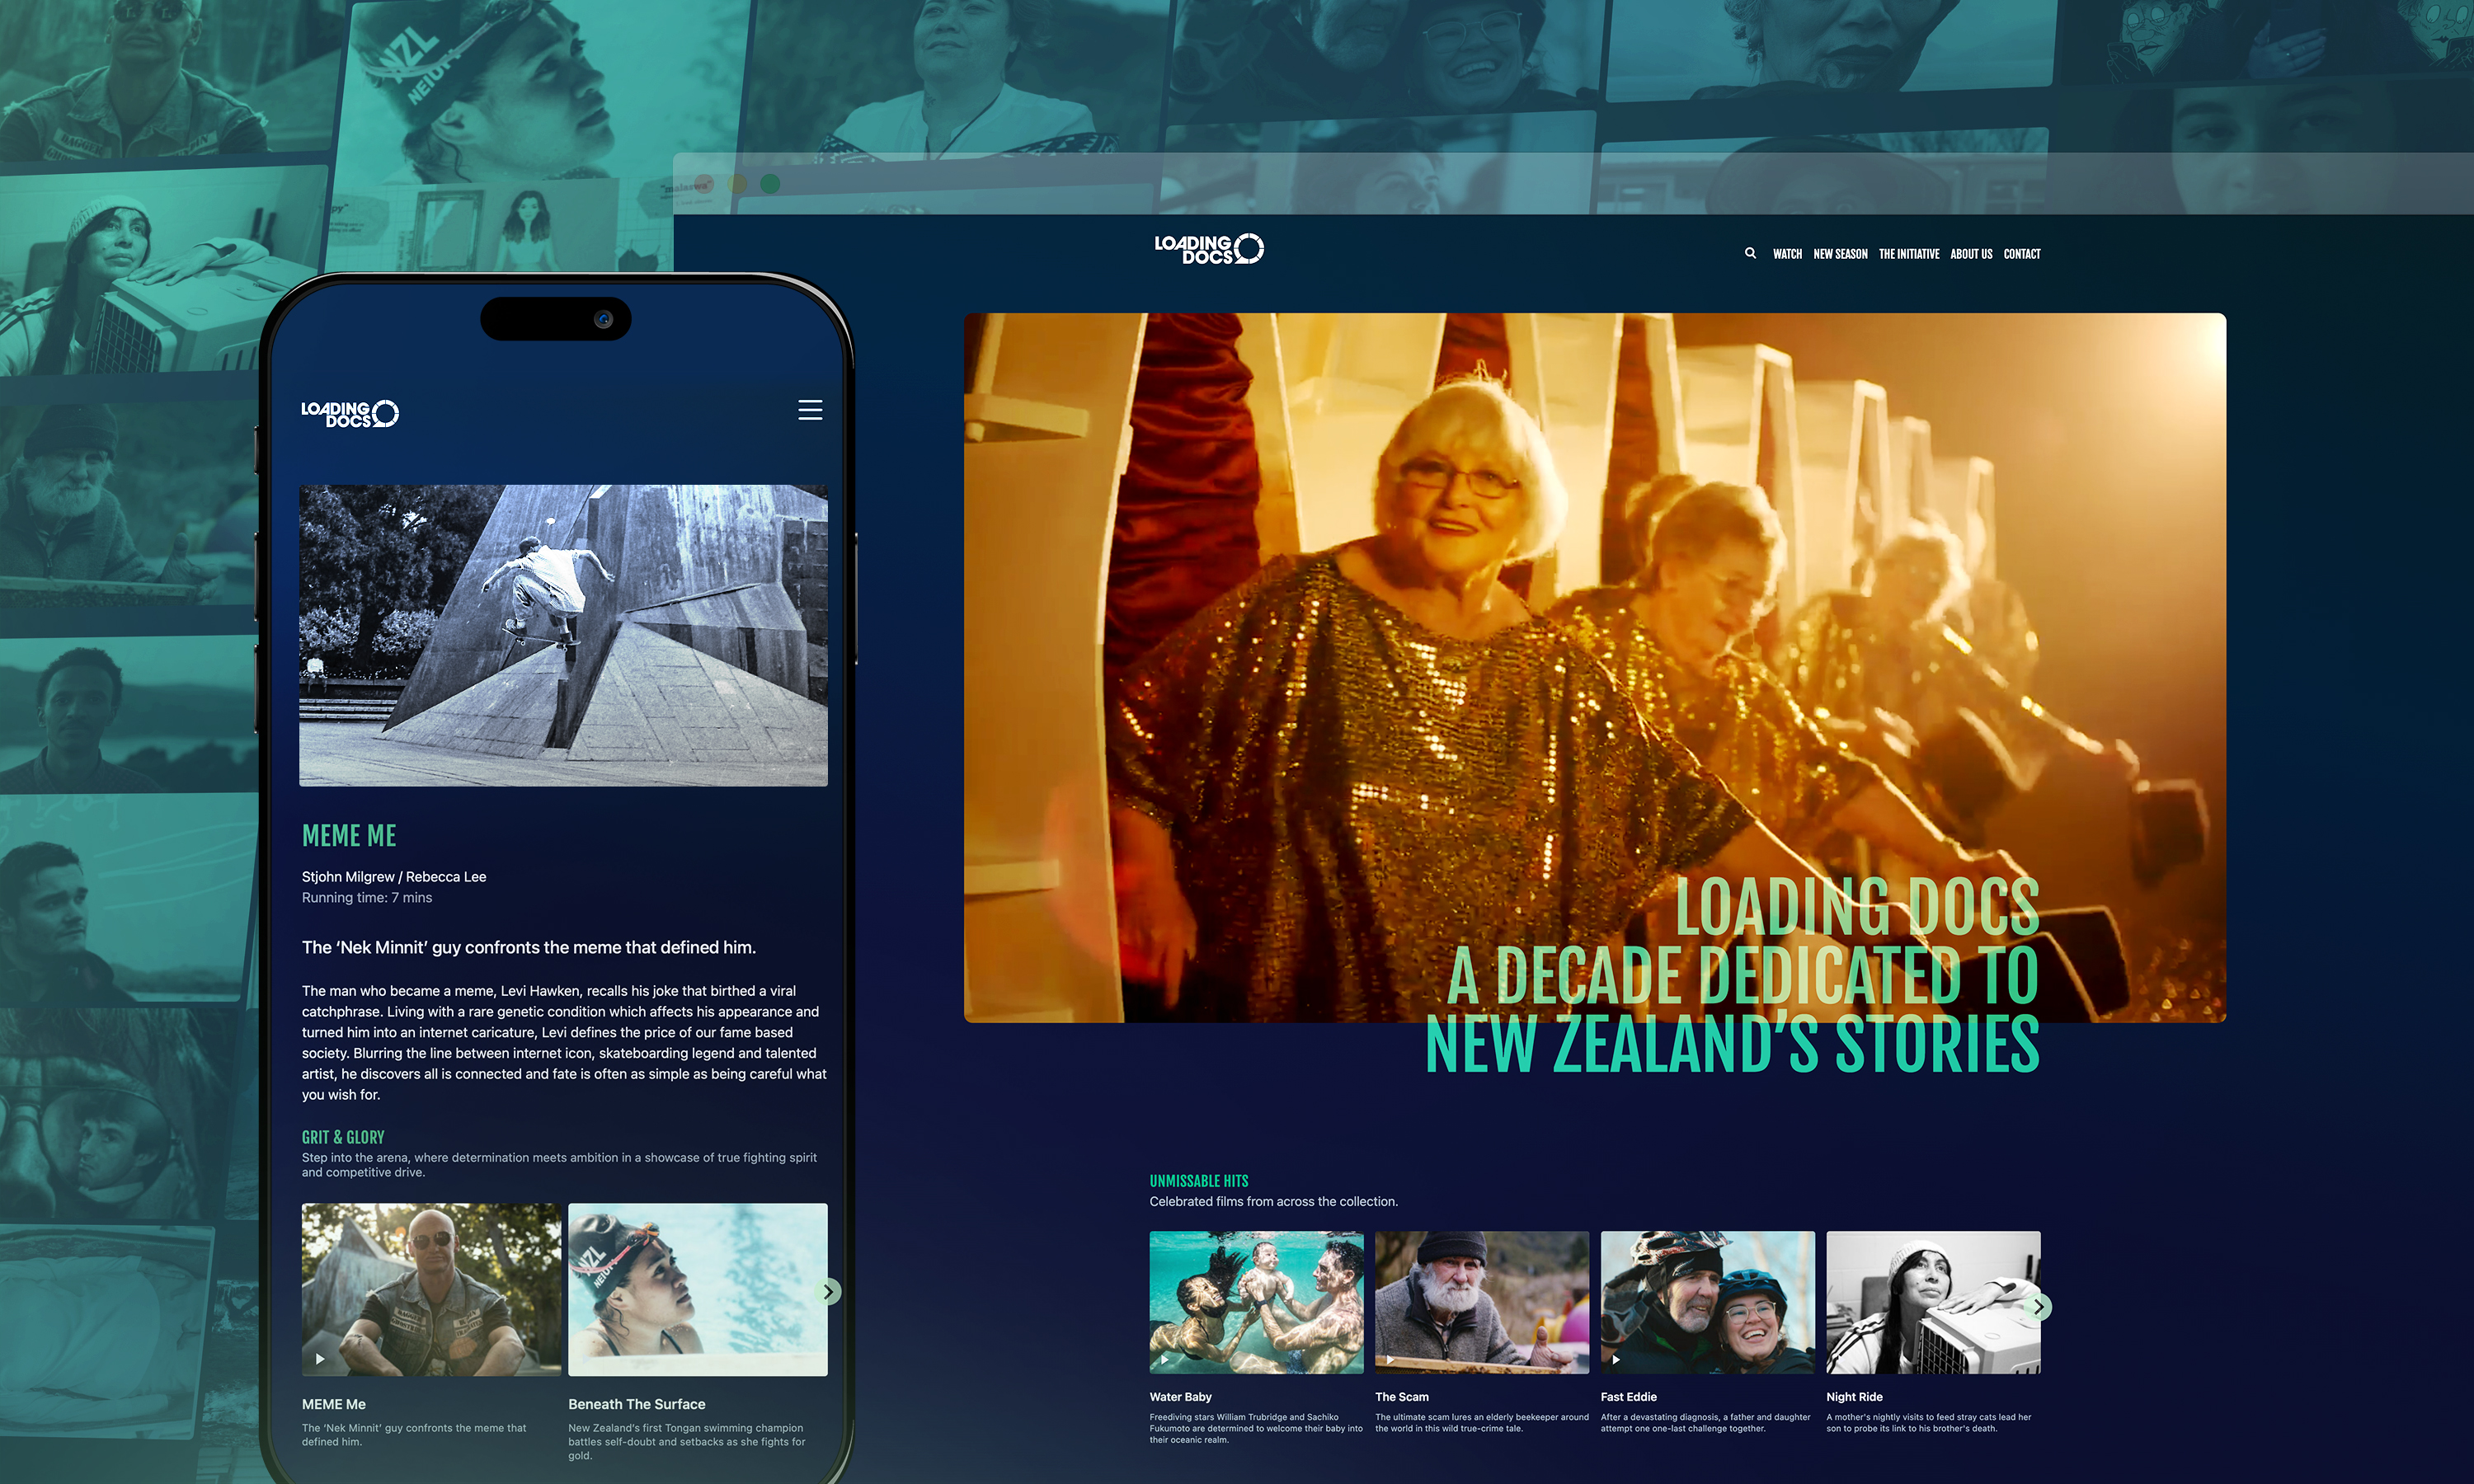 NZL
LOADING
DOCS
WATCH
NEW SEASON
THE INITIATIVE
ABOUT US
CONTACT
LOADING DOCS
A DECADE DEDICATED TO
NEW ZEALAND'S STORIES
UNMISSABLE HITS
Celebrated films from across the collection.
Water Baby
Freediving stars William Trubridge and Sachiko
Fukumoto are determined to welcome their baby into
their oceanic realm.
The Scam
The ultimate scam lures an elderly beekeeper around
the world in this wild true-crime tale.
Fast Eddie
After a devastating diagnosis, a father and daughter
attempt one one-last challenge together.
Night Ride
A mother's nightly visits to feed stray cats lead her
son to probe its link to his brother's death.
LOADING
DOCS
MEME ME
Stjohn Milgrew / Rebecca Lee
Running time: 7 mins
The ‘Nek Minnit’ guy confronts the meme that defined him.
The man who became a meme, Levi Hawken, recalls his joke that birthed a viral
catchphrase. Living with a rare genetic condition which affects his appearance and
turned him into an internet caricature, Levi defines the price of our fame based
society. Blurring the line between internet icon, skateboarding legend and talented
artist, he discovers all is connected and fate is often as simple as being careful what
you wish for.
GRIT & GLORY
Step into the arena, where determination meets ambition in a showcase of true fighting spirit
and competitive drive.
NZL
MEME Me
The ‘Nek Minnit’ guy confronts the meme that
defined him.
Beneath The Surface
New Zealand's first Tongan swimming champion
battles self-doubt and setbacks as she fights for
gold.